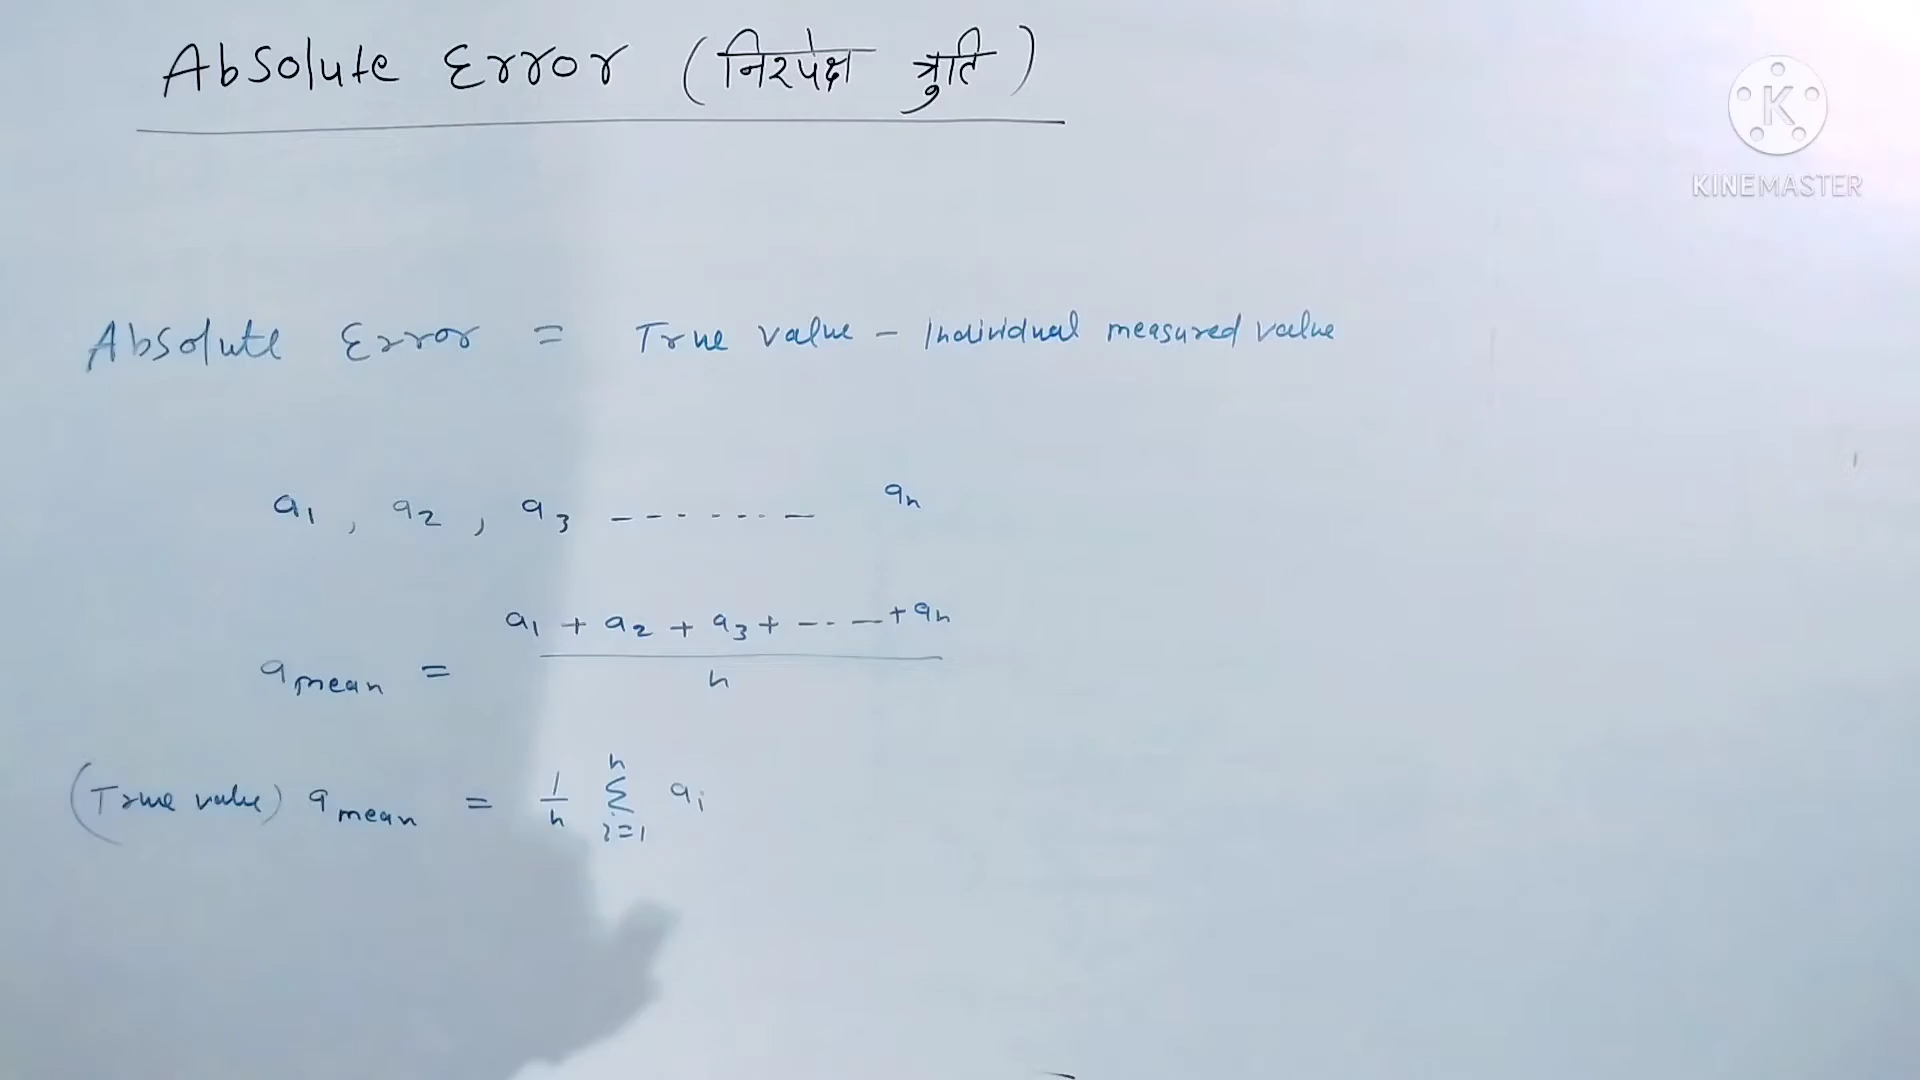 Absolute Error (निरपेक्ष त्रुति)
KINEMASTER
Absolute Error = True value - Individual measured value
a1 , a2 , a3 ------- an
a1 + a2 + a3 + ---- + an
amean =
n
(True value) amean = 1/n Σ ai
n
i=1